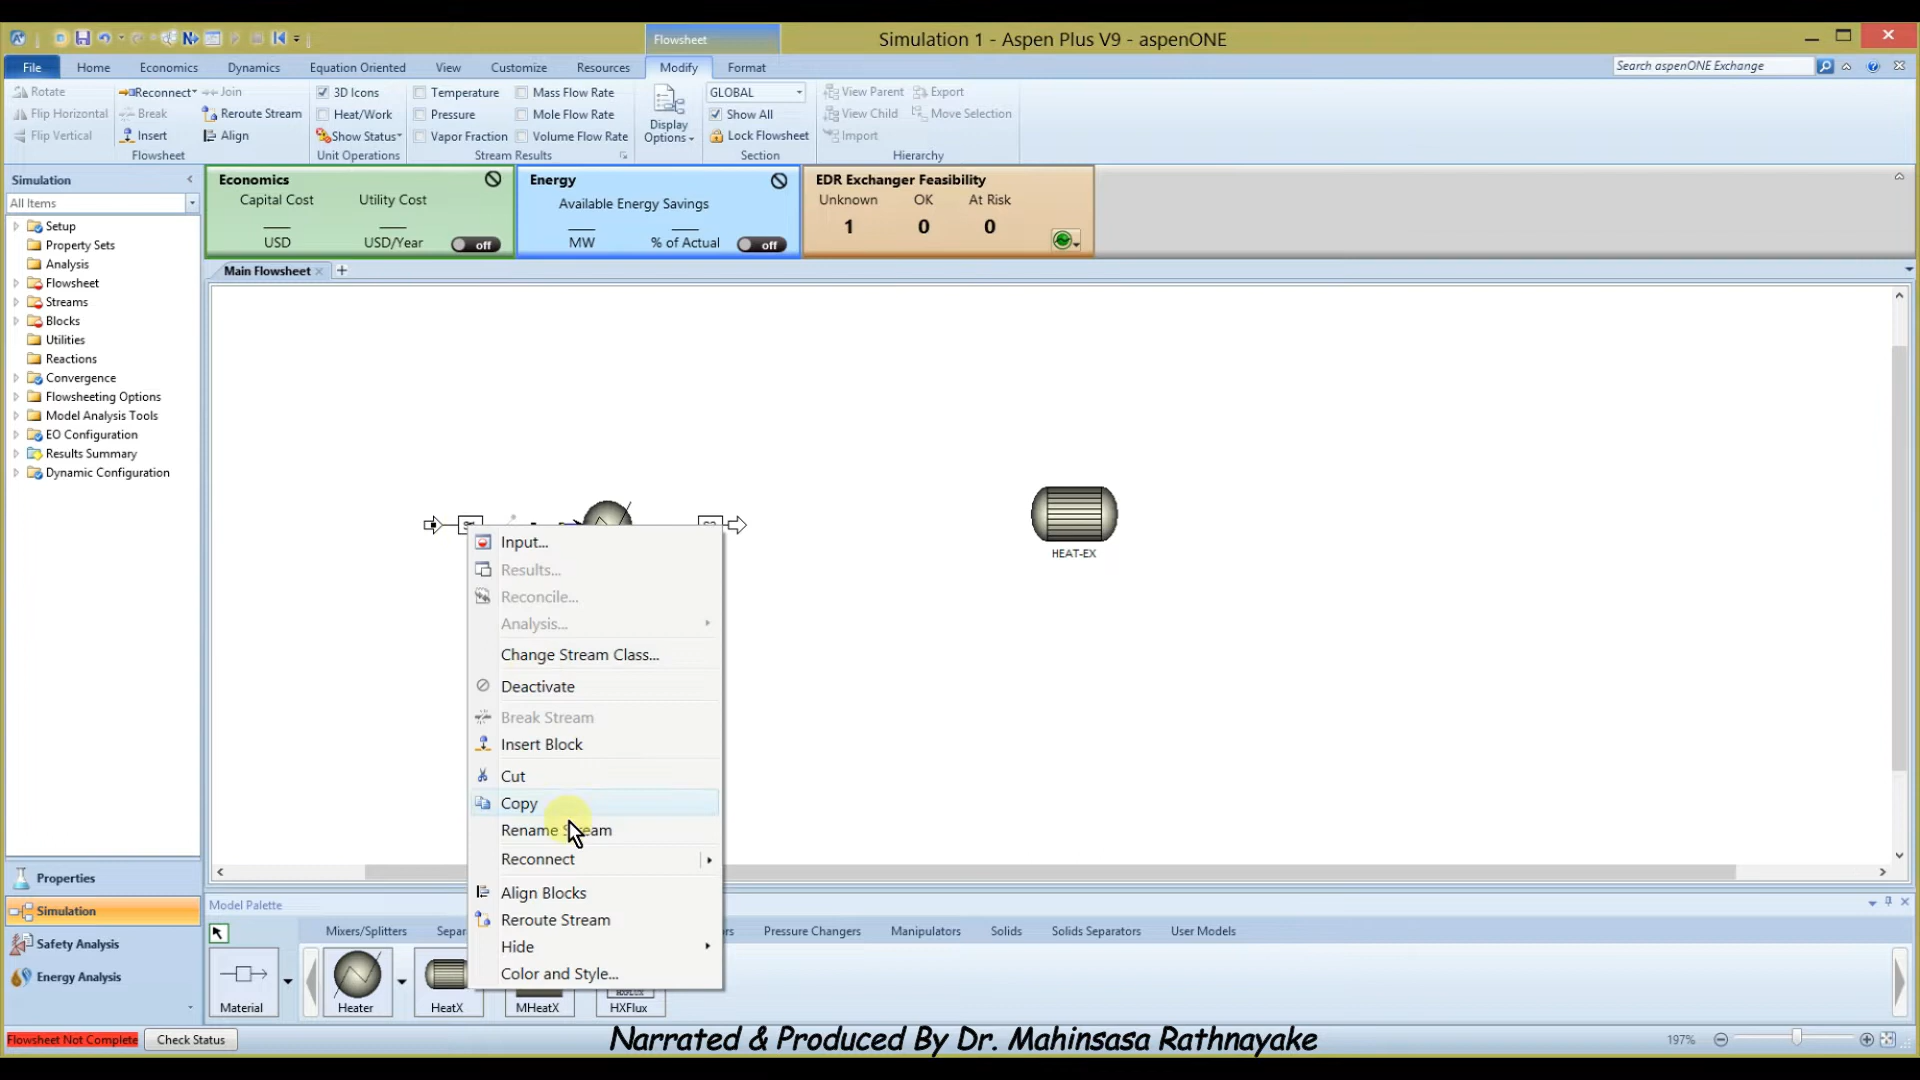 Flowsheet
Simulation 1 - Aspen Plus V9 - aspenONE
File Home Economics Dynamics Equation Oriented View Customize Resources Modify Format
Search aspenONE Exchange
Rotate Reconnect Join 3D Icons Temperature Mass Flow Rate GLOBAL View Parent Export
Flip Horizontal Break Reroute Stream Heat/Work Pressure Mole Flow Rate Display Options Show All View Child Move Selection
Flip Vertical Insert Align Show Status Vapor Fraction Volume Flow Rate Lock Flowsheet Import
Flowsheet Unit Operations Stream Results Section Hierarchy
Simulation
All Items
Setup
Property Sets
Analysis
Flowsheet
Streams
Blocks
Utilities
Reactions
Convergence
Flowsheeting Options
Model Analysis Tools
EO Configuration
Results Summary
Dynamic Configuration
Properties
Simulation
Safety Analysis
Energy Analysis
Economics
Capital Cost Utility Cost
USD USD/Year off
Energy
Available Energy Savings
MW % of Actual off
EDR Exchanger Feasibility
Unknown OK At Risk
1 0 0
Main Flowsheet
HEAT-EX
Input...
Results...
Reconcile...
Analysis...
Change Stream Class...
Deactivate
Break Stream
Insert Block
Cut
Copy
Rename Stream
Reconnect
Align Blocks
Reroute Stream
Hide
Color and Style...
Model Palette
Mixers/Splitters Pressure Changers Manipulators Solids Solids Separators User Models
Material Heater HeatX MHeatX HXFlux
Flowsheet Not Complete Check Status
Narrated & Produced By Dr. Mahinsasa Rathnayake
197%